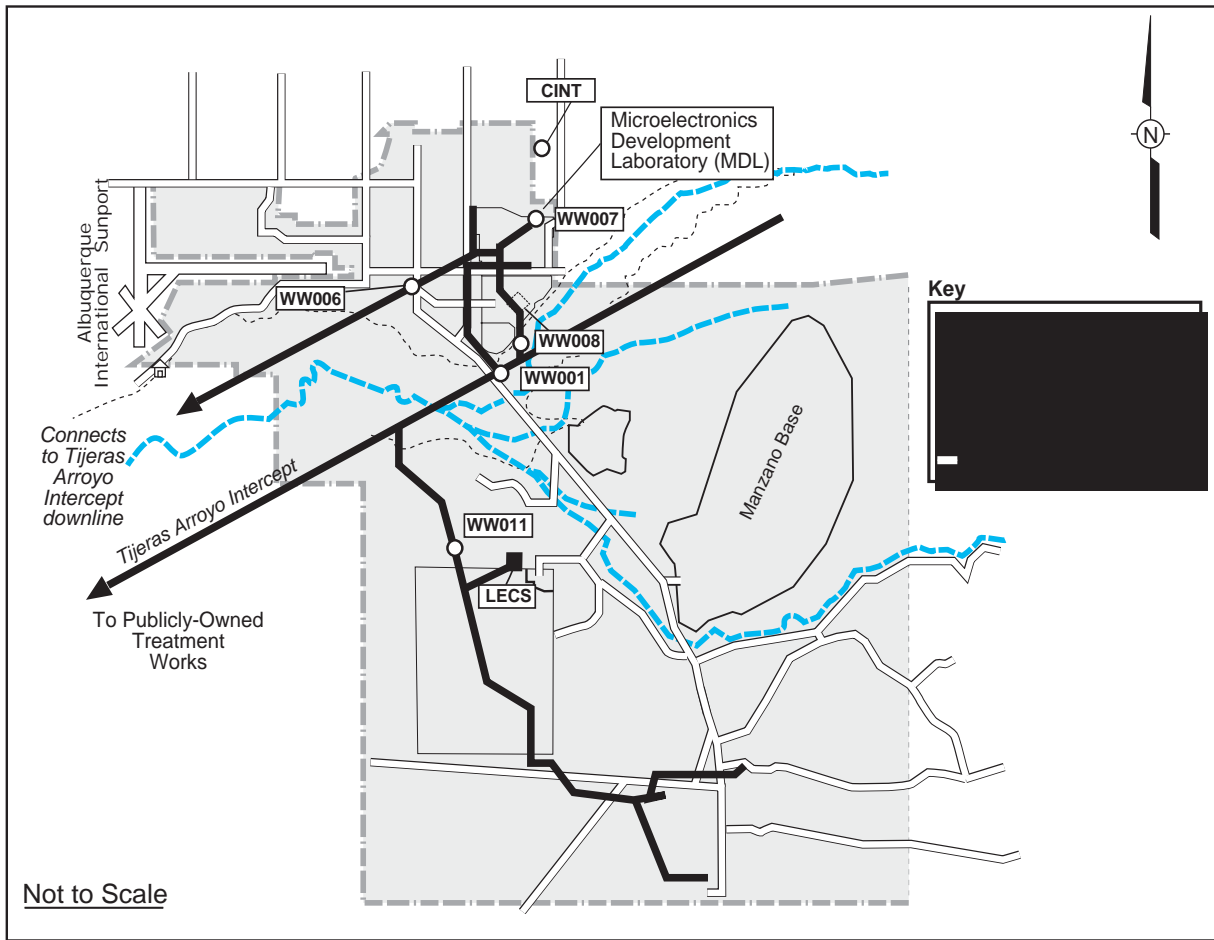 N
CINT
Microelectronics
Development
Laboratory (MDL)
WW007
Albuquerque
International Sunport
WW006
Key
WW008
WW001
Connects
to Tijeras
Arroyo
Intercept
downline
Tijeras Arroyo Intercept
Manzano Base
WW011
LECS
To Publicly-Owned
Treatment
Works
Not to Scale